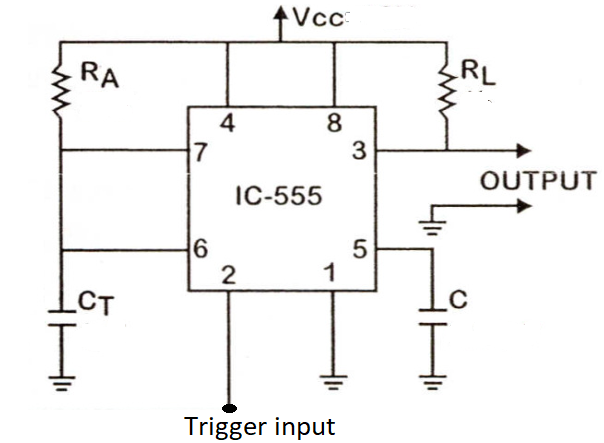 Vcc
RA
RL
4
8
7
3
IC-555
OUTPUT
6
5
2
1
CT
C
Trigger input